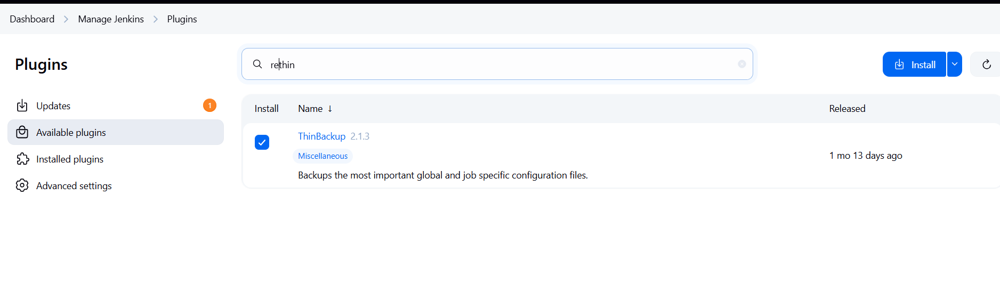 Dashboard > Manage Jenkins > Plugins
Plugins
rethin
Install
Updates 1
Available plugins
Installed plugins
Advanced settings
Install Name ↓ Released
ThinBackup 2.1.3
Miscellaneous
1 mo 13 days ago
Backups the most important global and job specific configuration files.